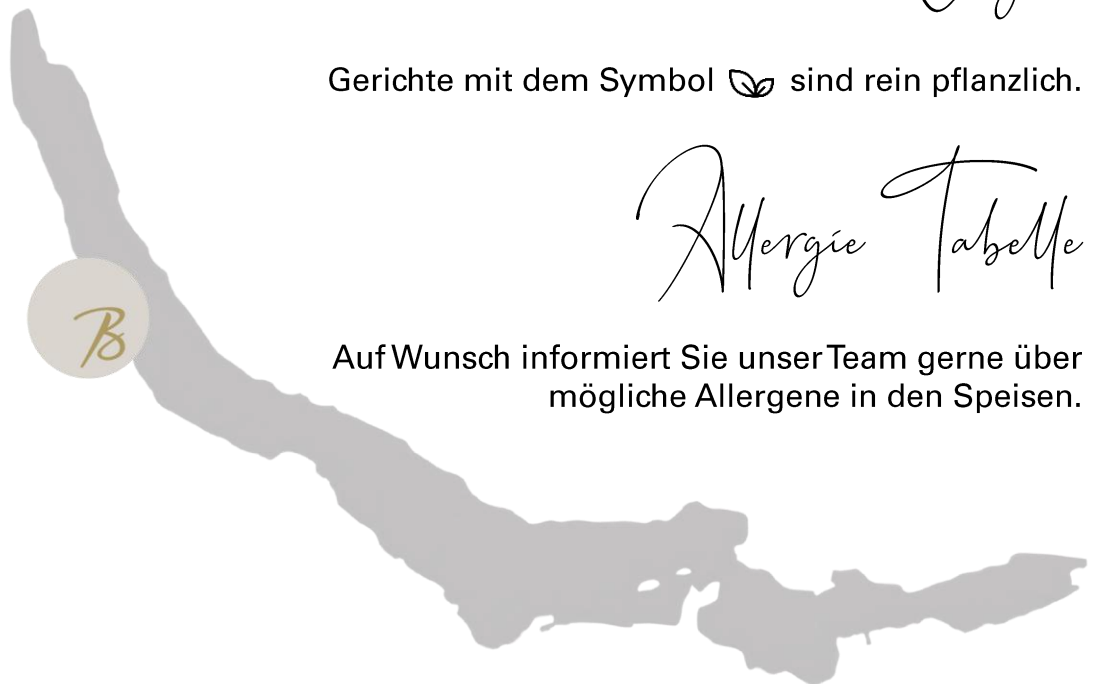 Gerichte mit dem Symbol sind rein pflanzlich.
Allergie Tabelle
B
Auf Wunsch informiert Sie unser Team gerne über
mögliche Allergene in den Speisen.